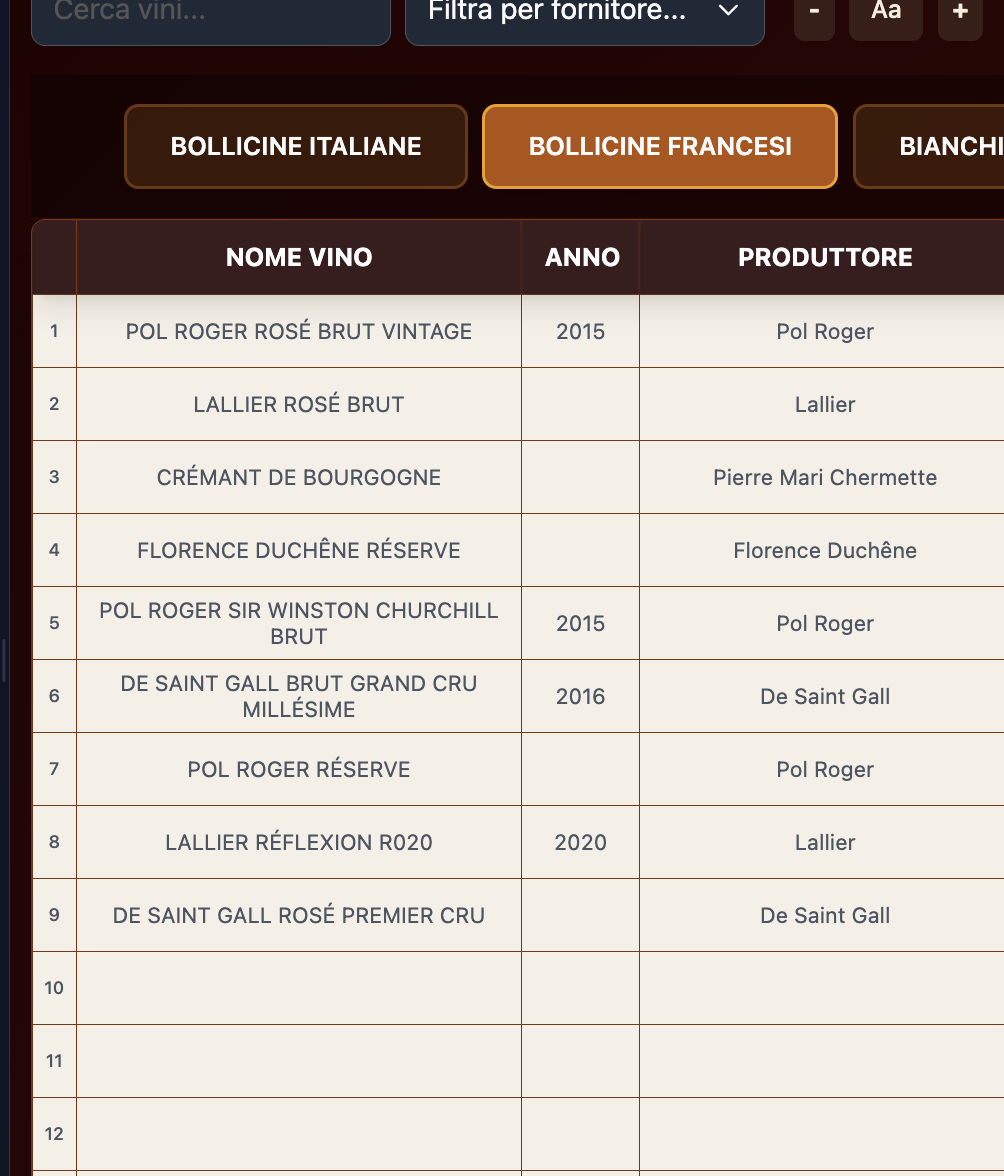 Cerca vini...
Filtra per fornitore...
-
Aa
+
BOLLICINE ITALIANE
BOLLICINE FRANCESI
BIANCHI
NOME VINO ANNO PRODUTTORE
1 POL ROGER ROSÉ BRUT VINTAGE 2015 Pol Roger
2 LALLIER ROSÉ BRUT Lallier
3 CRÉMANT DE BOURGOGNE Pierre Mari Chermette
4 FLORENCE DUCHÊNE RÉSERVE Florence Duchêne
5 POL ROGER SIR WINSTON CHURCHILL
BRUT 2015 Pol Roger
6 DE SAINT GALL BRUT GRAND CRU
MILLÉSIME 2016 De Saint Gall
7 POL ROGER RÉSERVE Pol Roger
8 LALLIER RÉFLEXION R020 2020 Lallier
9 DE SAINT GALL ROSÉ PREMIER CRU De Saint Gall
10
11
12